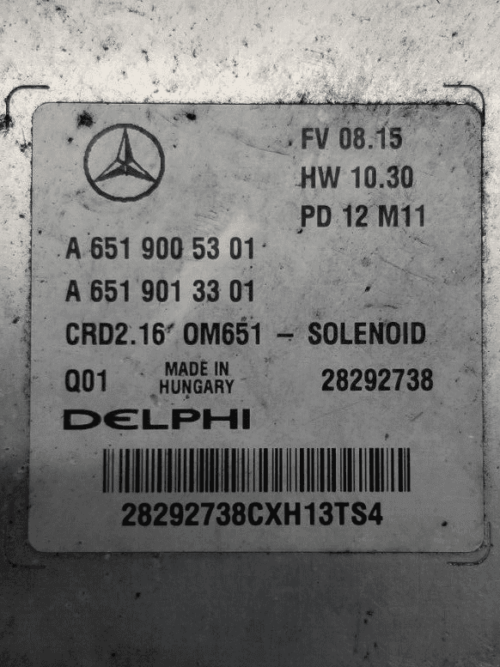 FV 08.15
HW 10.30
PD 12 M11
A 651 900 53 01
A 651 901 33 01
CRD2.16 OM651 – SOLENOID
Q01 MADE IN HUNGARY 28292738
DELPHI
28292738CXH13TS4